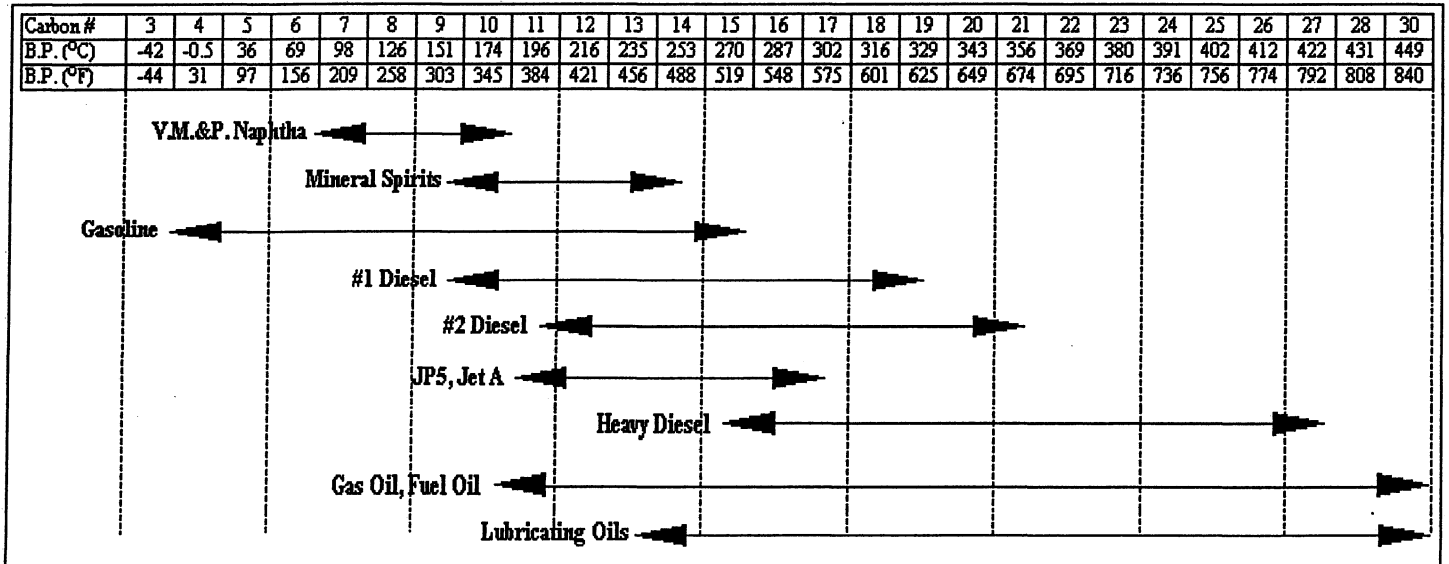 Carbon # 3 4 5 6 7 8 9 10 11 12 13 14 15 16 17 18 19 20 21 22 23 24 25 26 27 28 30
B.P. (°C) -42 -0.5 36 69 98 126 151 174 196 216 235 253 270 287 302 316 329 343 356 369 380 391 402 412 422 431 449
B.P. (°F) -44 31 97 156 209 258 303 345 384 421 456 488 519 548 575 601 625 649 674 695 716 736 756 774 792 808 840
V.M.&P. Naphtha
Mineral Spirits
Gasoline
#1 Diesel
#2 Diesel
JP5, Jet A
Heavy Diesel
Gas Oil, Fuel Oil
Lubricating Oils